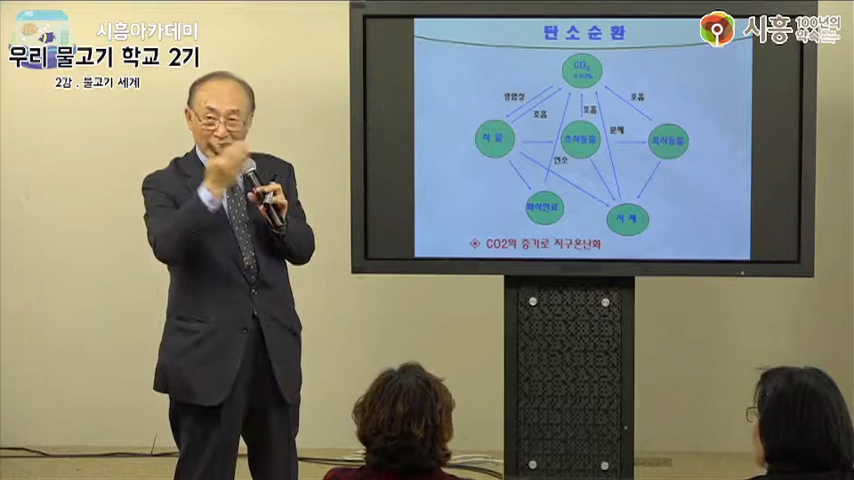 시흥아카데미
우리 물고기 학교 2기
2강. 물고기 세계
시흥 100년의 약속
탄소순환
CO2
0.03%
광합성
호흡
호흡
호흡
식물
초식동물
분해
육식동물
연소
화석연료
사체
◈ CO2의 증가로 지구온난화